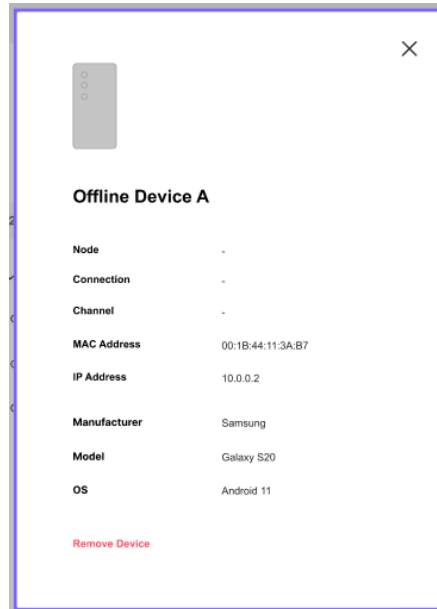 Offline Device A
Node -
Connection -
Channel -
MAC Address 00:1B:44:11:3A:B7
IP Address 10.0.0.2
Manufacturer Samsung
Model Galaxy S20
OS Android 11
Remove Device